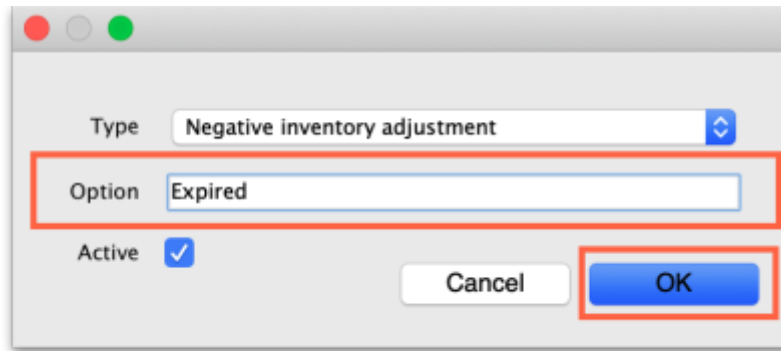 Type Negative inventory adjustment
Option Expired
Active
Cancel OK